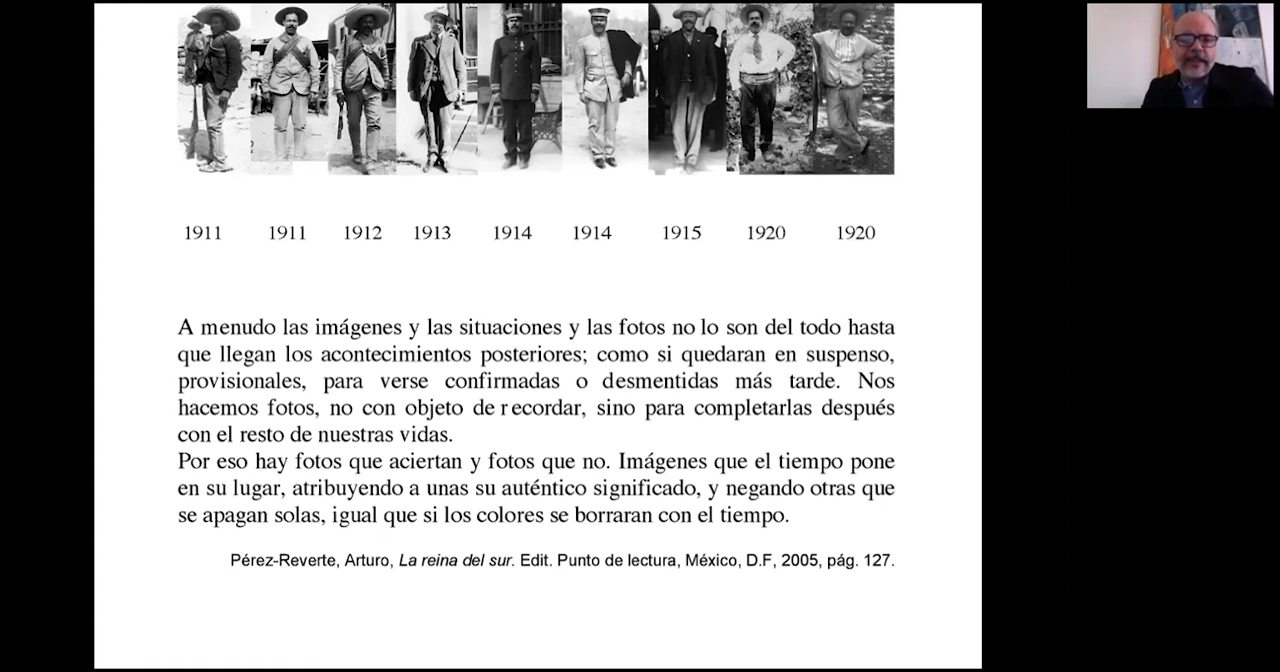 1911 1911 1912 1913 1914 1914 1915 1920 1920
A menudo las imágenes y las situaciones y las fotos no lo son del todo hasta
que llegan los acontecimientos posteriores; como si quedaran en suspenso,
provisionales, para verse confirmadas o desmentidas más tarde. Nos
hacemos fotos, no con objeto de recordar, sino para completarlas después
con el resto de nuestras vidas.
Por eso hay fotos que aciertan y fotos que no. Imágenes que el tiempo pone
en su lugar, atribuyendo a unas su auténtico significado, y negando otras que
se apagan solas, igual que si los colores se borraran con el tiempo.
Pérez-Reverte, Arturo, La reina del sur. Edit. Punto de lectura, México, D.F, 2005, pág. 127.